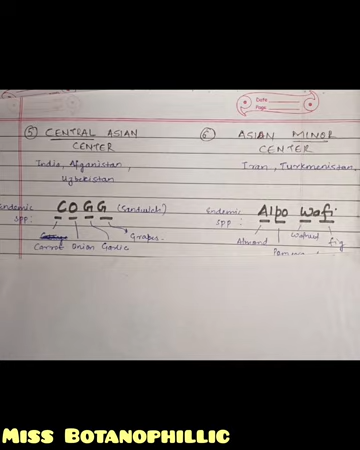 Date
Page
⑤ CENTRAL ASIAN
CENTER
India, Afganistan,
Uzbekistan
Endemic
Spp:
COGG (Sandwich)
Carrot Onion Garlic Grapes.
⑥ ASIAN MINOR
CENTER
Iran, Turkmenistan,
Endemic
Spp:
Alpo Wafi
Almond Walnut fig
Miss Botanophillic